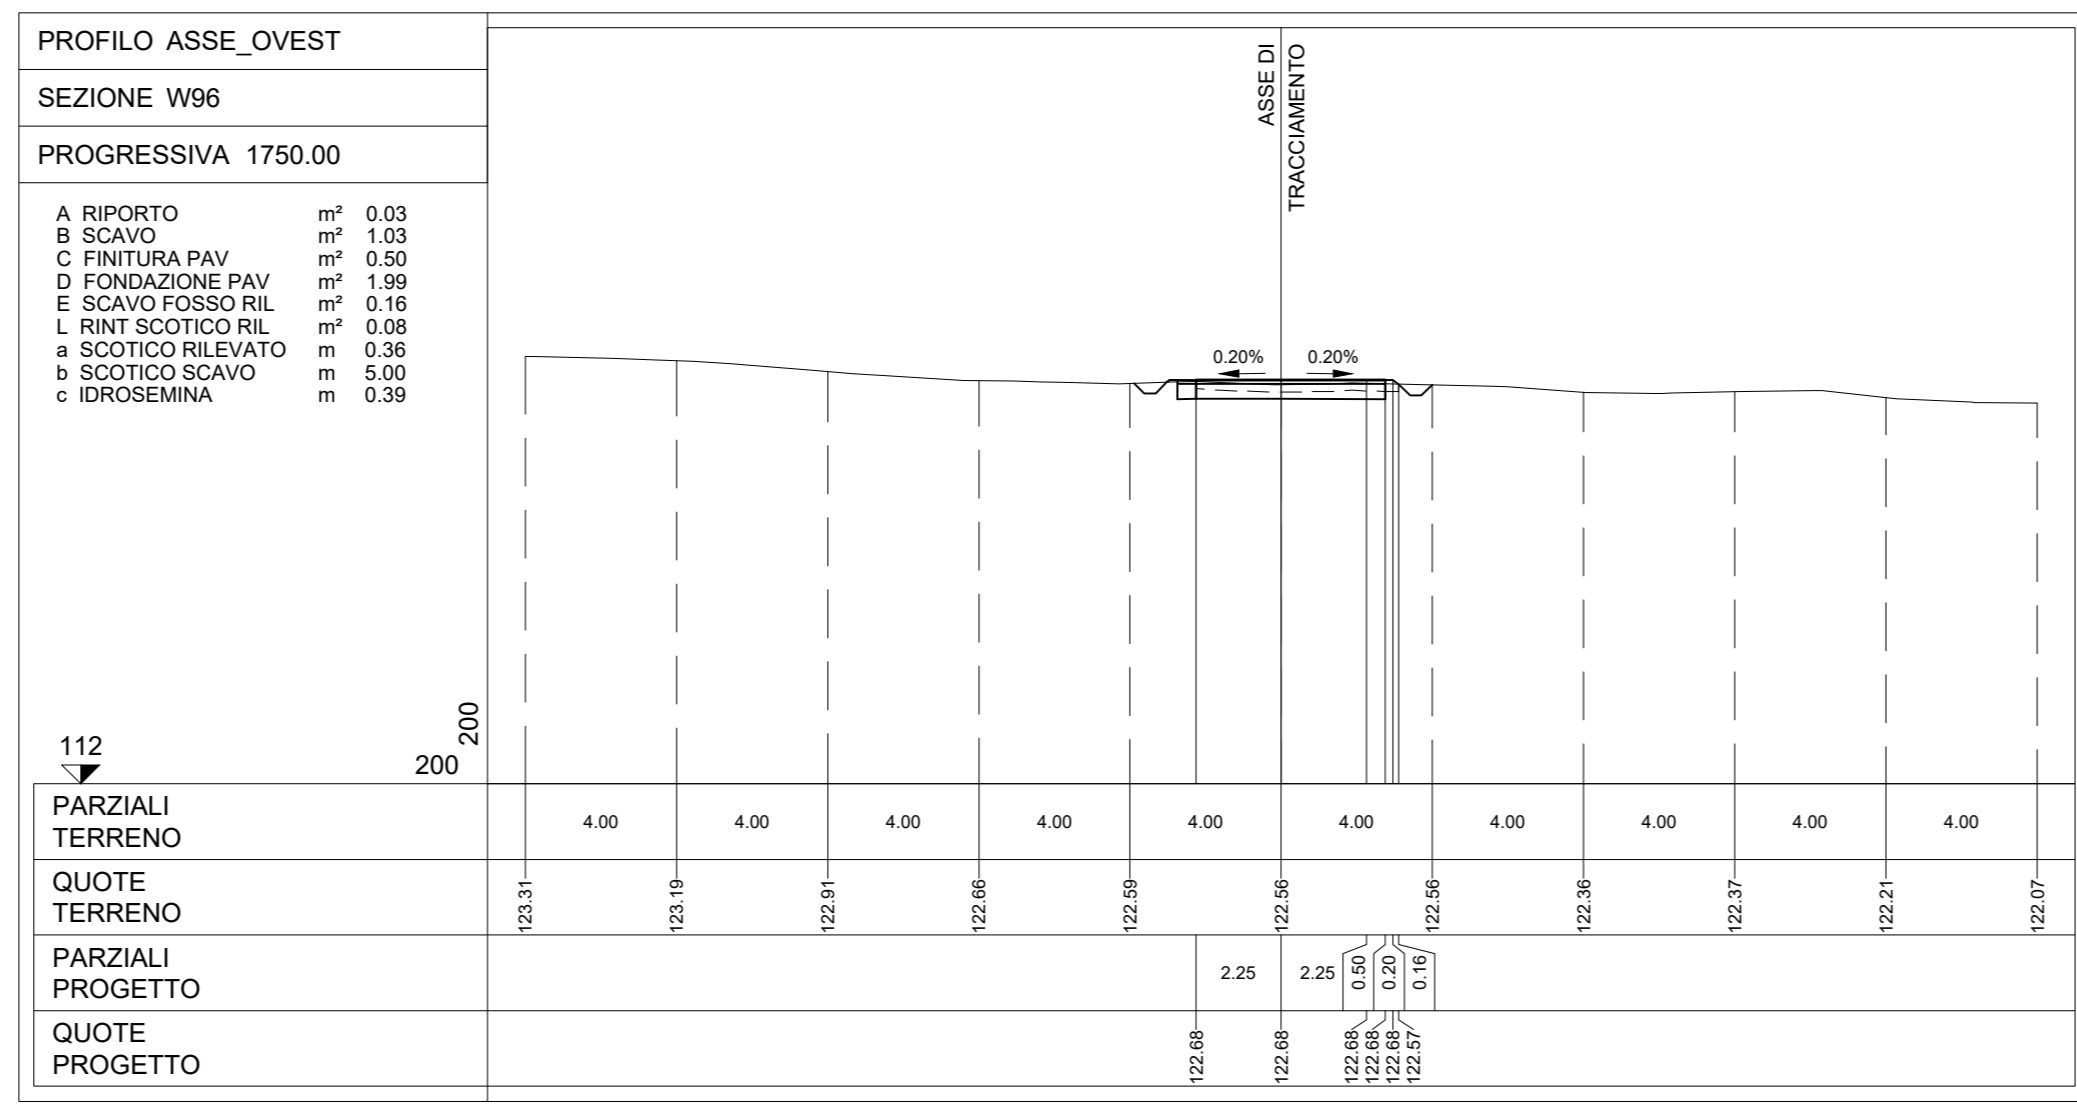 PROFILO ASSE_OVEST
SEZIONE W96
PROGRESSIVA 1750.00
A RIPORTO m² 0.03
B SCAVO m² 1.03
C FINITURA PAV m² 0.50
D FONDAZIONE PAV m² 1.99
E SCAVO FOSSO RIL m² 0.16
L RINT SCOTICO RIL m² 0.08
a SCOTICO RILEVATO m 0.36
b SCOTICO SCAVO m 5.00
c IDROSEMINA m 0.39
ASSE DI
TRACCIAMENTO
0.20% 0.20%
112
200
200
PARZIALI
TERRENO
4.00 4.00 4.00 4.00 4.00 4.00 4.00 4.00 4.00 4.00
QUOTE
TERRENO
123.31 123.19 122.91 122.66 122.59 122.56 122.56 122.36 122.37 122.21 122.07
PARZIALI
PROGETTO
2.25 2.25 0.50 0.20 0.16
QUOTE
PROGETTO
122.68 122.68 122.68 122.68 122.68 122.57